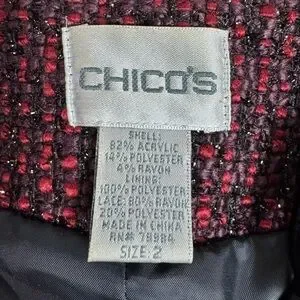 CHICO'S
SHELL:
82% ACRYLIC
14% POLYESTER
4% RAYON
LINING:
100% POLYESTER
LACE: 80% RAYON
20% POLYESTER
MADE IN CHINA
RN# 79984
SIZE: 2